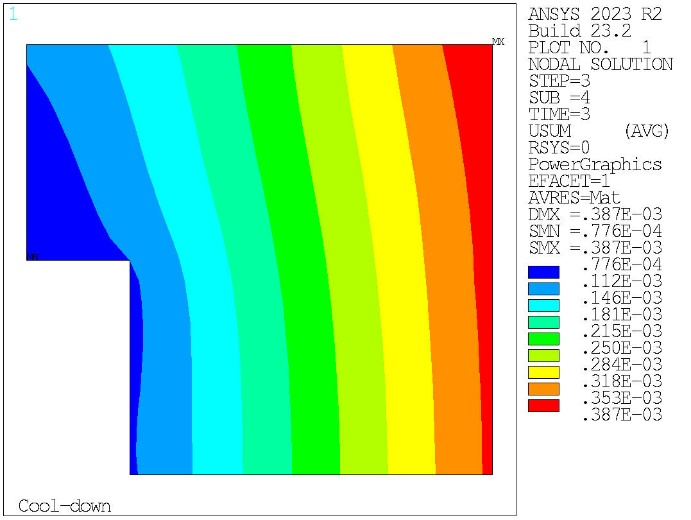 1
ANSYS 2023 R2
Build 23.2
PLOT NO. 1
NODAL SOLUTION
STEP=3
SUB =4
TIME=3
USUM (AVG)
RSYS=0
PowerGraphics
EFACET=1
AVRES=Mat
DMX =.387E-03
SMN =.776E-04
SMX =.387E-03
.776E-04
.112E-03
.146E-03
.181E-03
.215E-03
.250E-03
.284E-03
.318E-03
.353E-03
.387E-03
MX
MN
Cool-down